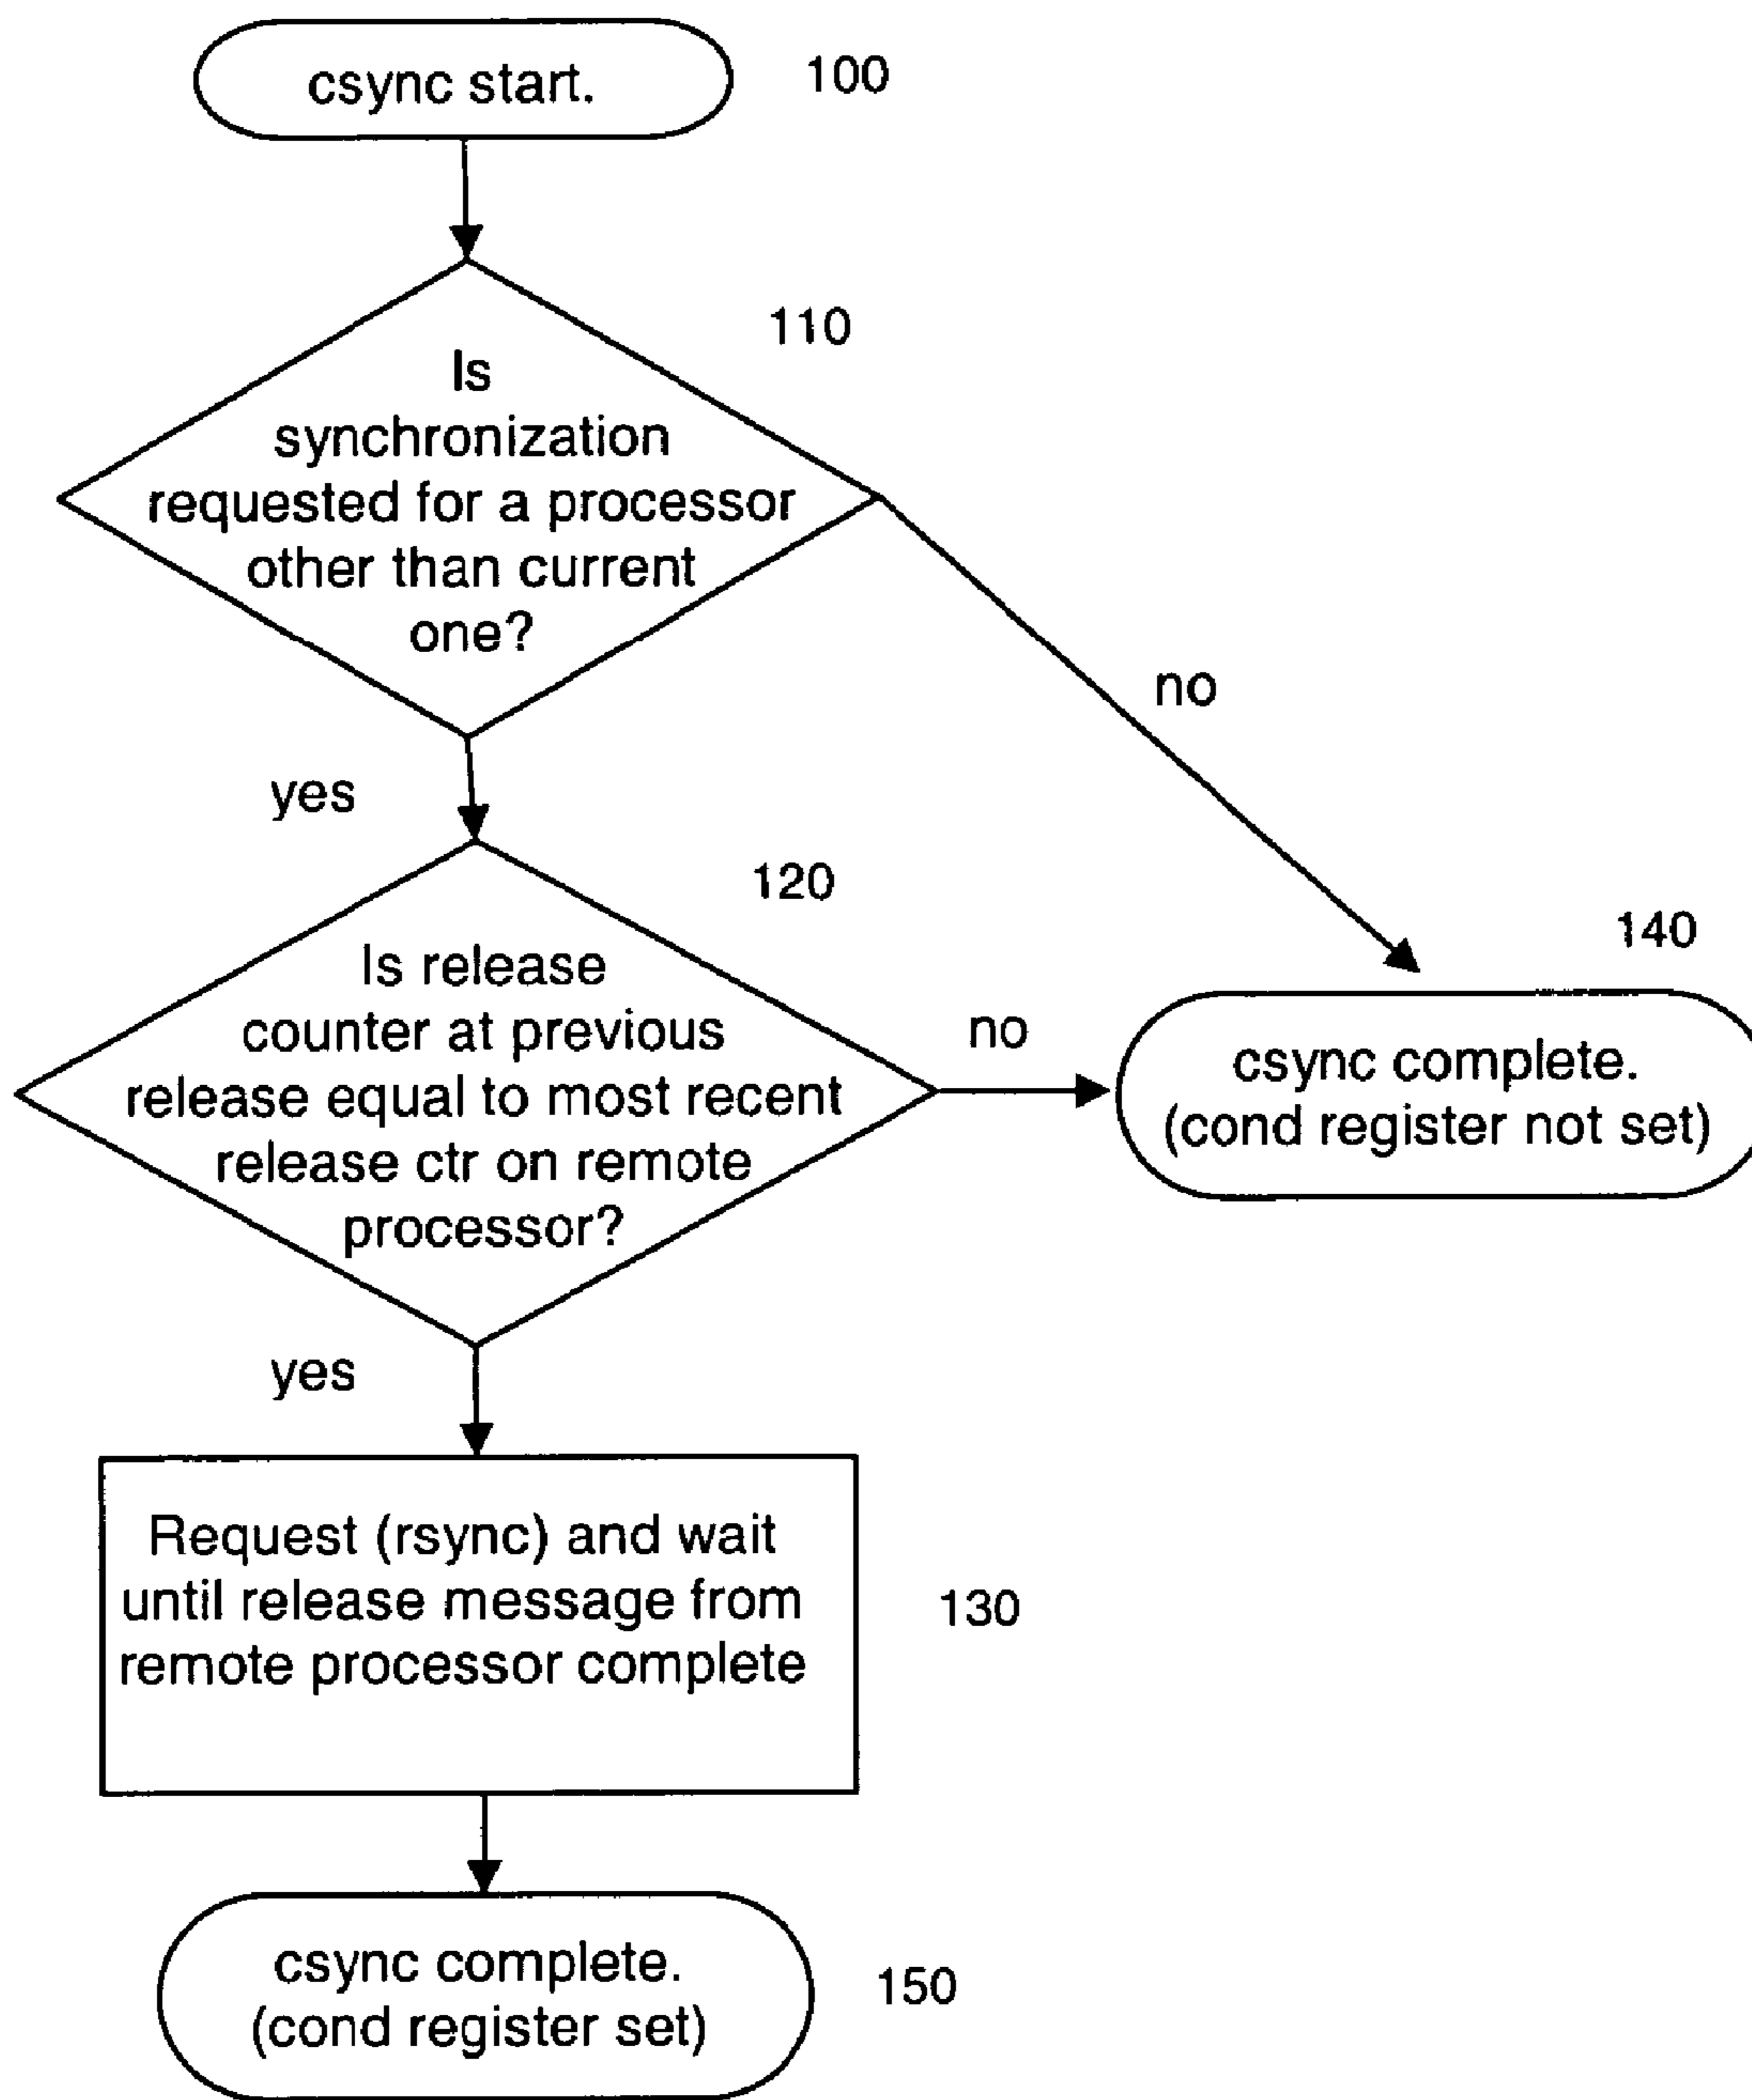 csync start.
100
110
Is
synchronization
requested for a processor
other than current
one?
no
yes
120
Is release
counter at previous
release equal to most recent
release ctr on remote
processor?
no
140
csync complete.
(cond register not set)
yes
Request (rsync) and wait
until release message from
remote processor complete
130
csync complete.
(cond register set)
150